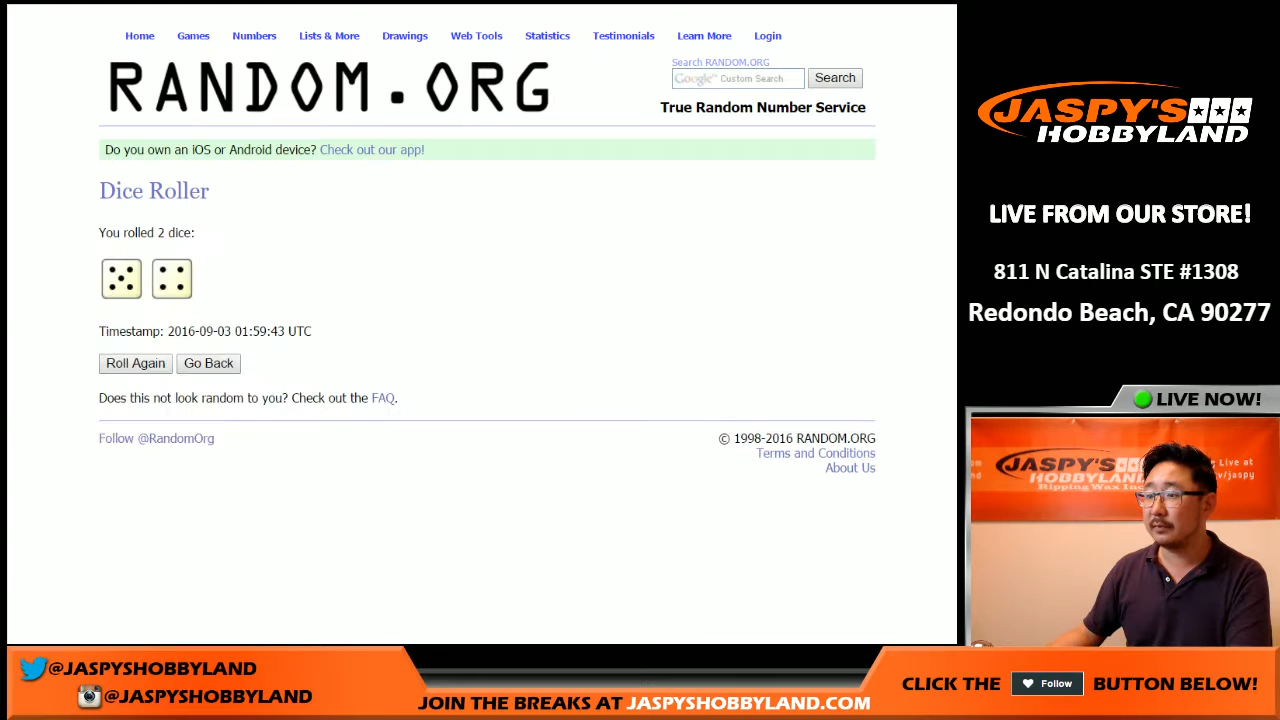 Home Games Numbers Lists & More Drawings Web Tools Statistics Testimonials Learn More Login
RANDOM.ORG
Search RANDOM.ORG
Google™ Custom Search Search
True Random Number Service
Do you own an iOS or Android device? Check out our app!
Dice Roller
You rolled 2 dice:
Timestamp: 2016-09-03 01:59:43 UTC
Roll Again Go Back
Does this not look random to you? Check out the FAQ.
Follow @RandomOrg
© 1998-2016 RANDOM.ORG
Terms and Conditions
About Us
JASPY'S
HOBBYLAND
LIVE FROM OUR STORE!
811 N Catalina STE #1308
Redondo Beach, CA 90277
LIVE NOW!
JASPY'S
HOBBYLAND
Ripping Wax
Live at
tv/jaspy
@JASPYSHOBBYLAND
@JASPYSHOBBYLAND
JOIN THE BREAKS AT JASPYSHOBBYLAND.COM
CLICK THE Follow BUTTON BELOW!